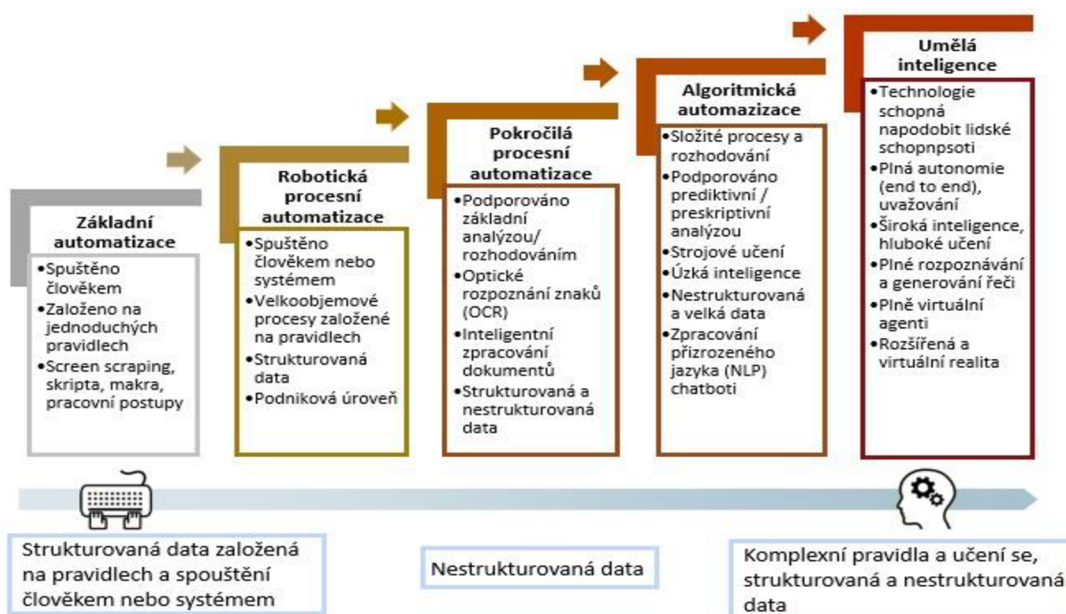 Základní
automatizace
•Spuštěno
člověkem
•Založeno na
jednoduchých
pravidlech
•Screen scraping,
skripta, makra,
pracovní postupy
Robotická
procesní
automatizace
•Spuštěno
člověkem nebo
systémem
•Velkoobjemové
procesy založené
na pravidlech
•Strukturovaná
data
•Podniková úroveň
Pokročilá
procesní
automatizace
•Podporováno
základní
analýzou/
rozhodováním
•Optické
rozpoznání znaků
(OCR)
•Inteligentní
zpracování
dokumentů
•Strukturovaná a
nestrukturovaná
data
Algoritmická
automazizace
•Složité procesy a
rozhodování
•Podporováno
prediktivní /
preskriptivní
analýzou
•Strojové učení
•Úzká inteligence
•Nestrukturovaná
a velká data
•Zpracování
přizrozeného
jazyka (NLP)
chatboti
Umělá
inteligence
•Technologie
schopná
napodobit lidské
schopnpsoti
•Plná autonomie
(end to end),
uvažování
•Široká inteligence,
hluboké učení
•Plné rozpoznávání
a generování řeči
•Plně virtuální
agenti
•Rozšířená a
virtuální realita
Strukturovaná data založená
na pravidlech a spouštění
člověkem nebo systémem
Nestrukturovaná data
Komplexní pravidla a učení se,
strukturovaná a nestrukturovaná
data